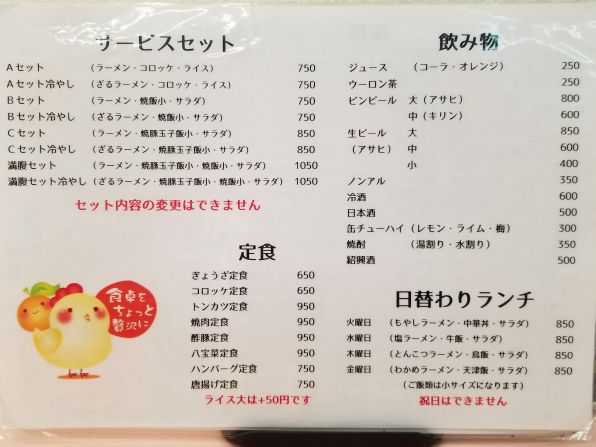 サービスセット
Aセット （ラーメン・コロッケ・ライス） 750
Aセット冷やし （ざるラーメン・コロッケ・ライス） 750
Bセット （ラーメン・焼飯小・サラダ） 750
Bセット冷やし （ざるラーメン・焼飯小・サラダ） 750
Cセット （ラーメン・焼豚玉子飯小・サラダ） 850
Cセット冷やし （ざるラーメン・焼豚玉子飯小・サラダ） 850
満腹セット （ラーメン・焼豚玉子飯小・焼飯小・サラダ） 1050
満腹セット冷やし （ざるラーメン・焼豚玉子飯小・焼飯小・サラダ） 1050
セット内容の変更はできません
定食
ぎょうざ定食 650
コロッケ定食 650
トンカツ定食 950
焼肉定食 950
酢豚定食 950
八宝菜定食 950
ハンバーグ定食 750
唐揚げ定食 750
ライス大は+50円です
食卓を
ちょっと
贅沢に
飲み物
ジュース （コーラ・オレンジ） 250
ウーロン茶 250
ビンビール 大（アサヒ） 800
中（キリン） 600
生ビール 大 850
（アサヒ） 中 600
小 400
ノンアル 350
冷酒 600
日本酒 500
缶チューハイ（レモン・ライム・梅） 300
焼酎 （湯割り・水割り） 350
紹興酒 500
日替わりランチ
火曜日 （もやしラーメン・中華丼・サラダ） 850
水曜日 （塩ラーメン・牛飯・サラダ） 850
木曜日 （とんこつラーメン・鳥飯・サラダ） 850
金曜日 （わかめラーメン・天津飯・サラダ） 850
（ご飯類は小サイズになります）
祝日はできません